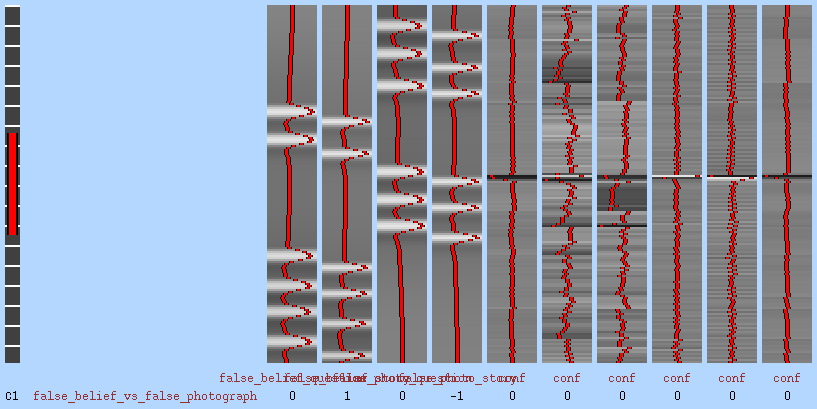 conf conf conf conf conf conf
false_belief_vs_false_photograph
C1 0 1 0 -1 0 0 0 0 0 0